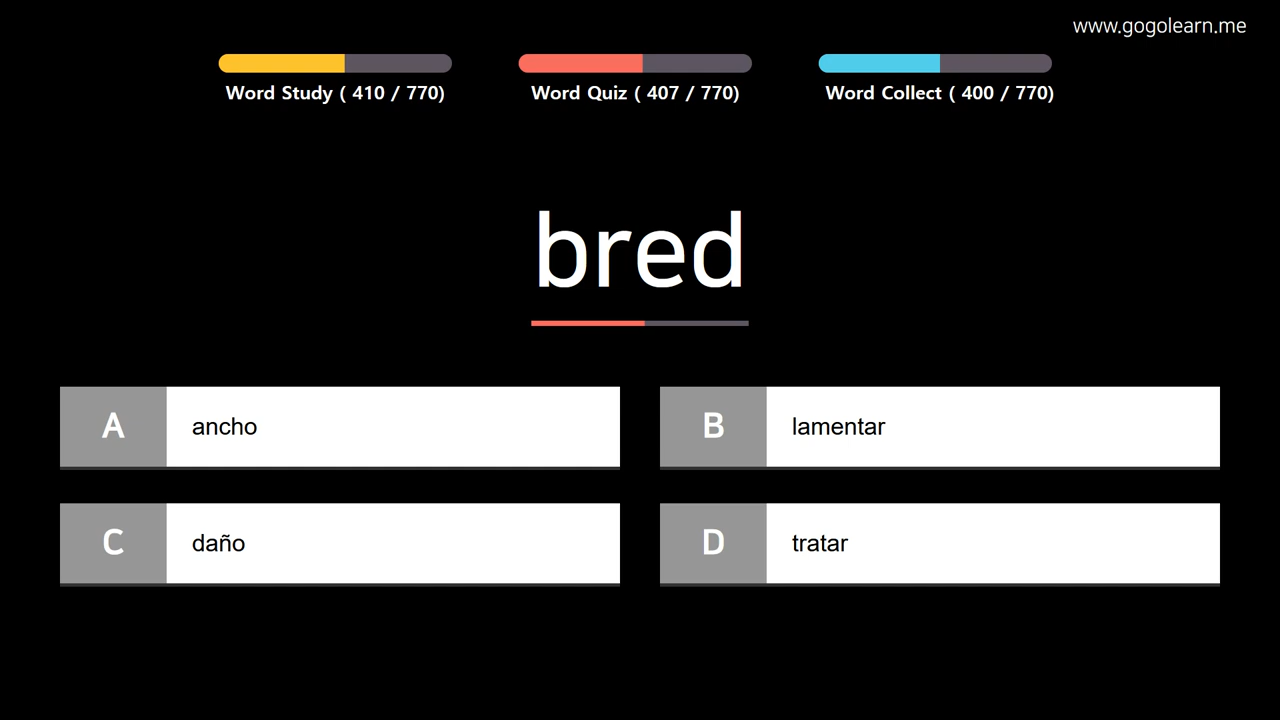 www.gogolearn.me
Word Study ( 410 / 770)
Word Quiz ( 407 / 770)
Word Collect ( 400 / 770)
bred
A ancho
B lamentar
C daño
D tratar